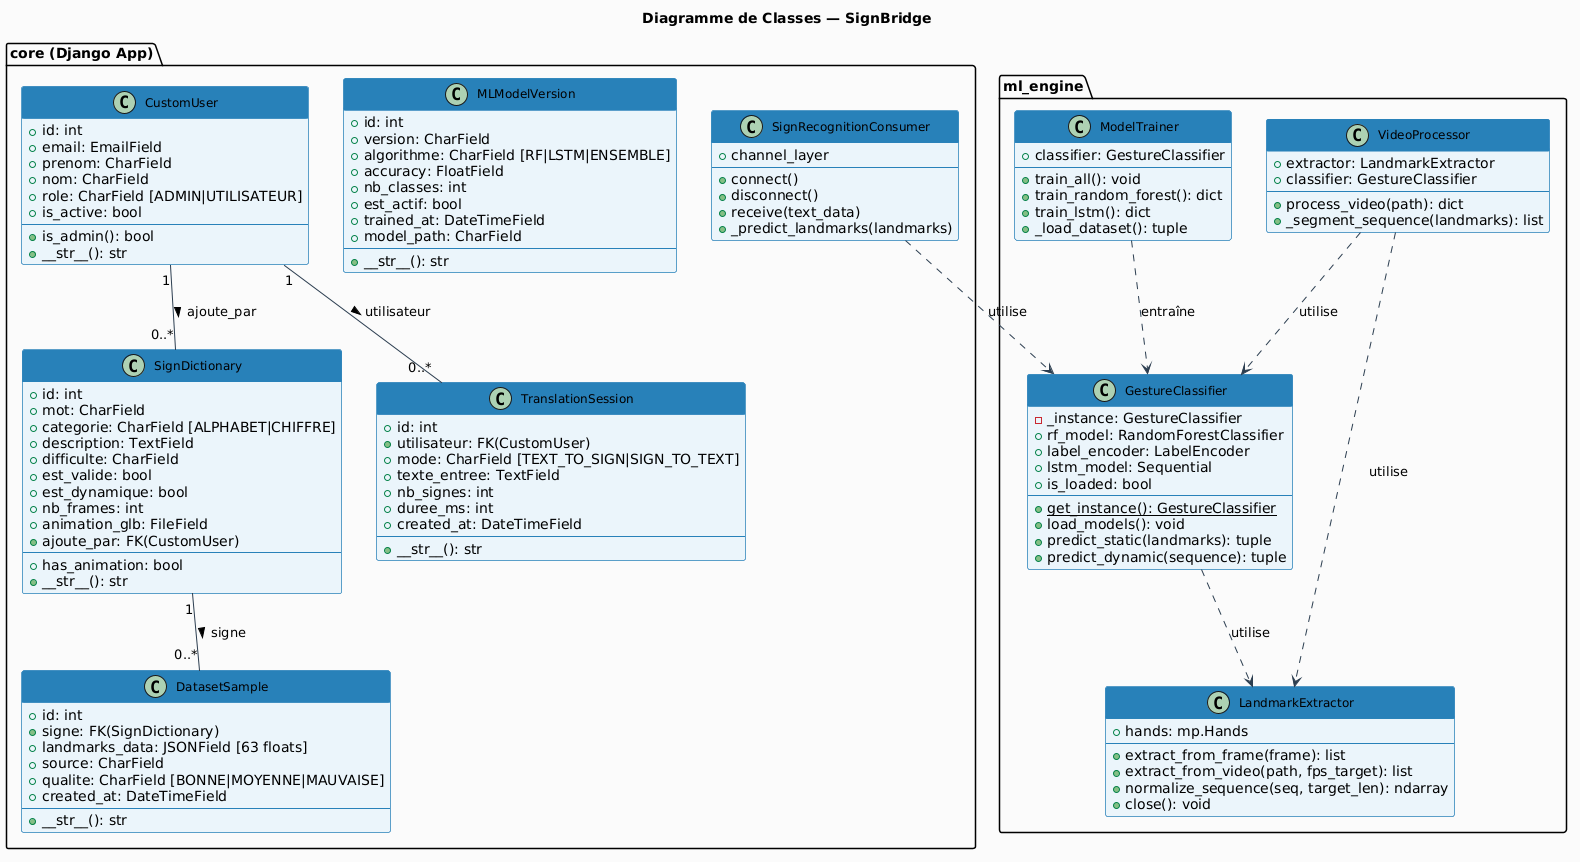 Diagramme de Classes — SignBridge
core (Django App)
C CustomUser
id: int
email: EmailField
prenom: CharField
nom: CharField
role: CharField [ADMIN|UTILISATEUR]
is_active: bool
is_admin(): bool
__str__(): str
C MLModelVersion
id: int
version: CharField
algorithme: CharField [RF|LSTM|ENSEMBLE]
accuracy: FloatField
nb_classes: int
est_actif: bool
trained_at: DateTimeField
model_path: CharField
__str__(): str
C SignRecognitionConsumer
channel_layer
connect()
disconnect()
receive(text_data)
_predict_landmarks(landmarks)
1
ajoute_par
0..*
1
utilisateur
0..*
utilise
C SignDictionary
id: int
mot: CharField
categorie: CharField [ALPHABET|CHIFFRE]
description: TextField
difficulte: CharField
est_valide: bool
est_dynamique: bool
nb_frames: int
animation_glb: FileField
ajoute_par: FK(CustomUser)
has_animation: bool
__str__(): str
C TranslationSession
id: int
utilisateur: FK(CustomUser)
mode: CharField [TEXT_TO_SIGN|SIGN_TO_TEXT]
texte_entree: TextField
nb_signes: int
duree_ms: int
created_at: DateTimeField
__str__(): str
1
signe
0..*
C DatasetSample
id: int
signe: FK(SignDictionary)
landmarks_data: JSONField [63 floats]
source: CharField
qualite: CharField [BONNE|MOYENNE|MAUVAISE]
created_at: DateTimeField
__str__(): str
ml_engine
C ModelTrainer
classifier: GestureClassifier
train_all(): void
train_random_forest(): dict
train_lstm(): dict
_load_dataset(): tuple
C VideoProcessor
extractor: LandmarkExtractor
classifier: GestureClassifier
process_video(path): dict
_segment_sequence(landmarks): list
entraîne
utilise
utilise
C GestureClassifier
_instance: GestureClassifier
rf_model: RandomForestClassifier
label_encoder: LabelEncoder
lstm_model: Sequential
is_loaded: bool
get_instance(): GestureClassifier
load_models(): void
predict_static(landmarks): tuple
predict_dynamic(sequence): tuple
utilise
C LandmarkExtractor
hands: mp.Hands
extract_from_frame(frame): list
extract_from_video(path, fps_target): list
normalize_sequence(seq, target_len): ndarray
close(): void